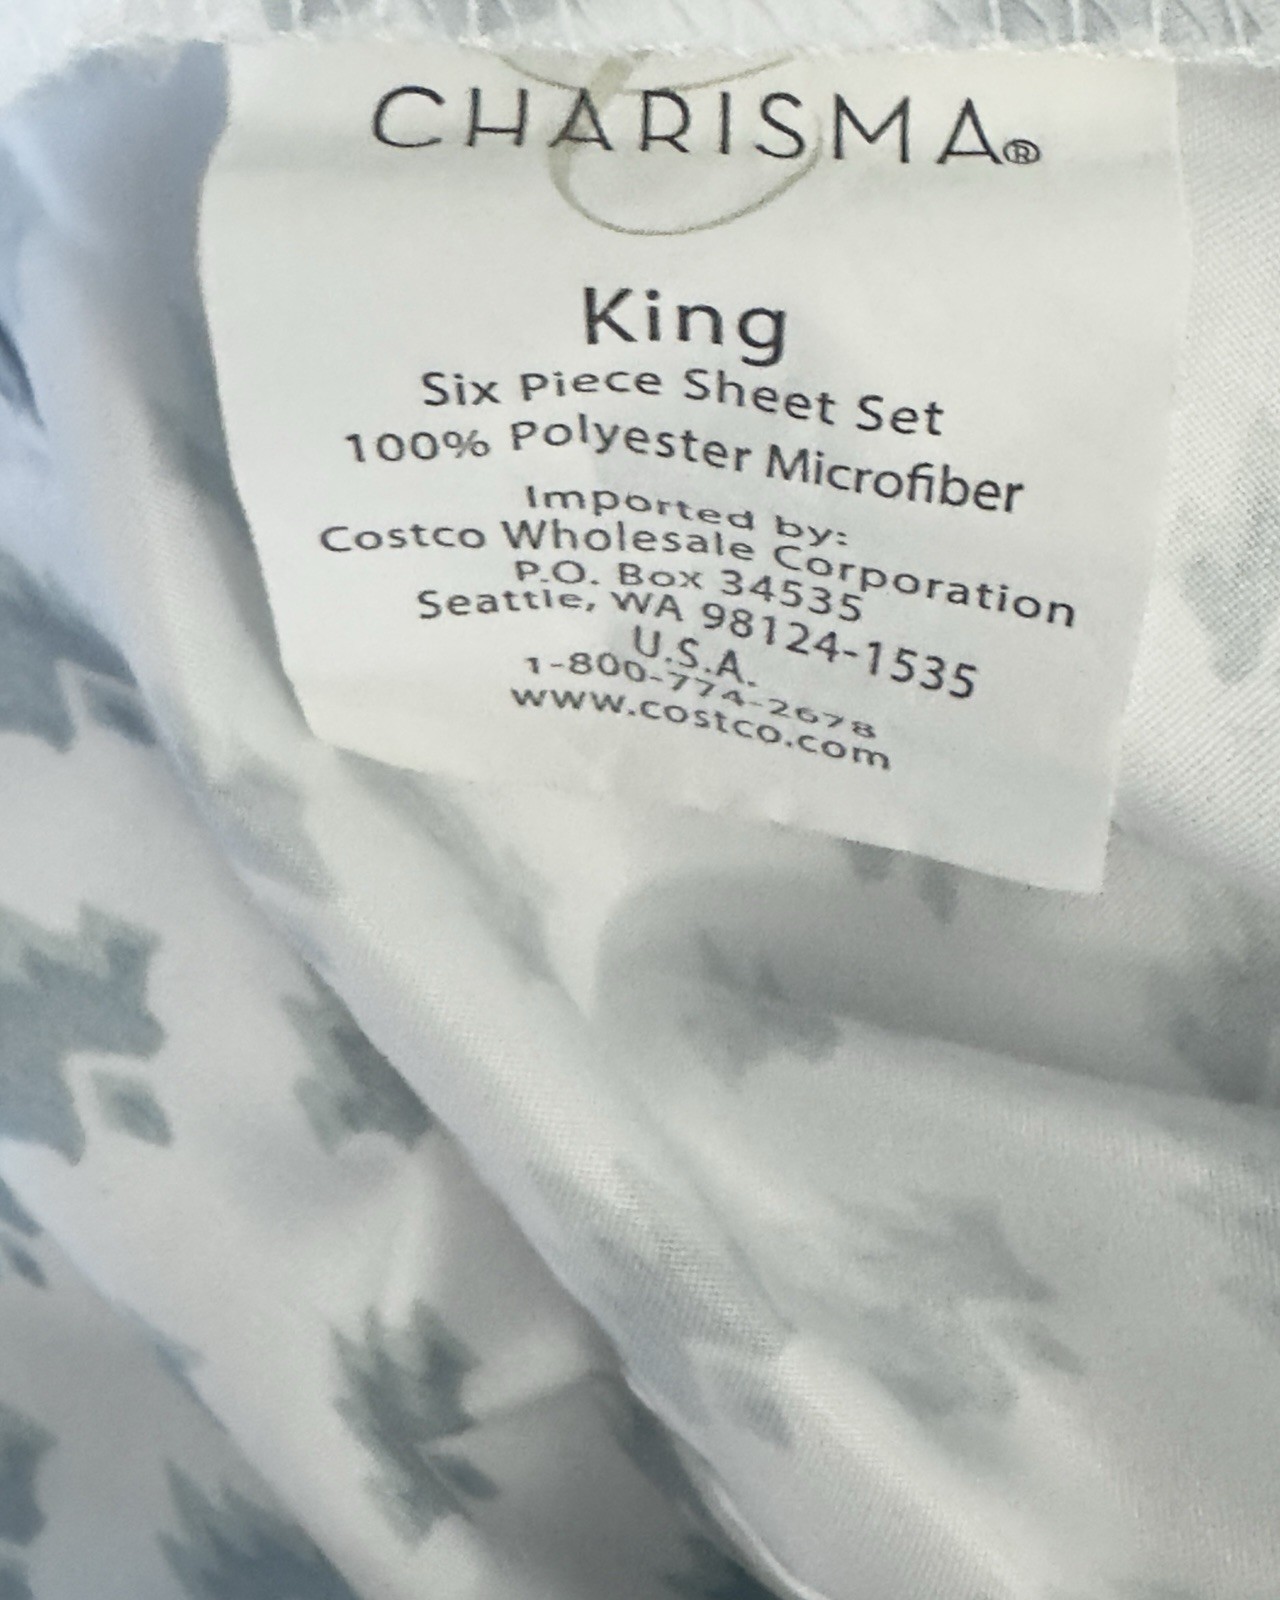 CHARISMA®
King
Six Piece Sheet Set
100% Polyester Microfiber
Imported by:
Costco Wholesale Corporation
P.O. Box 34535
Seattle, WA 98124-1535
U.S.A.
1-800-774-2678
www.costco.com